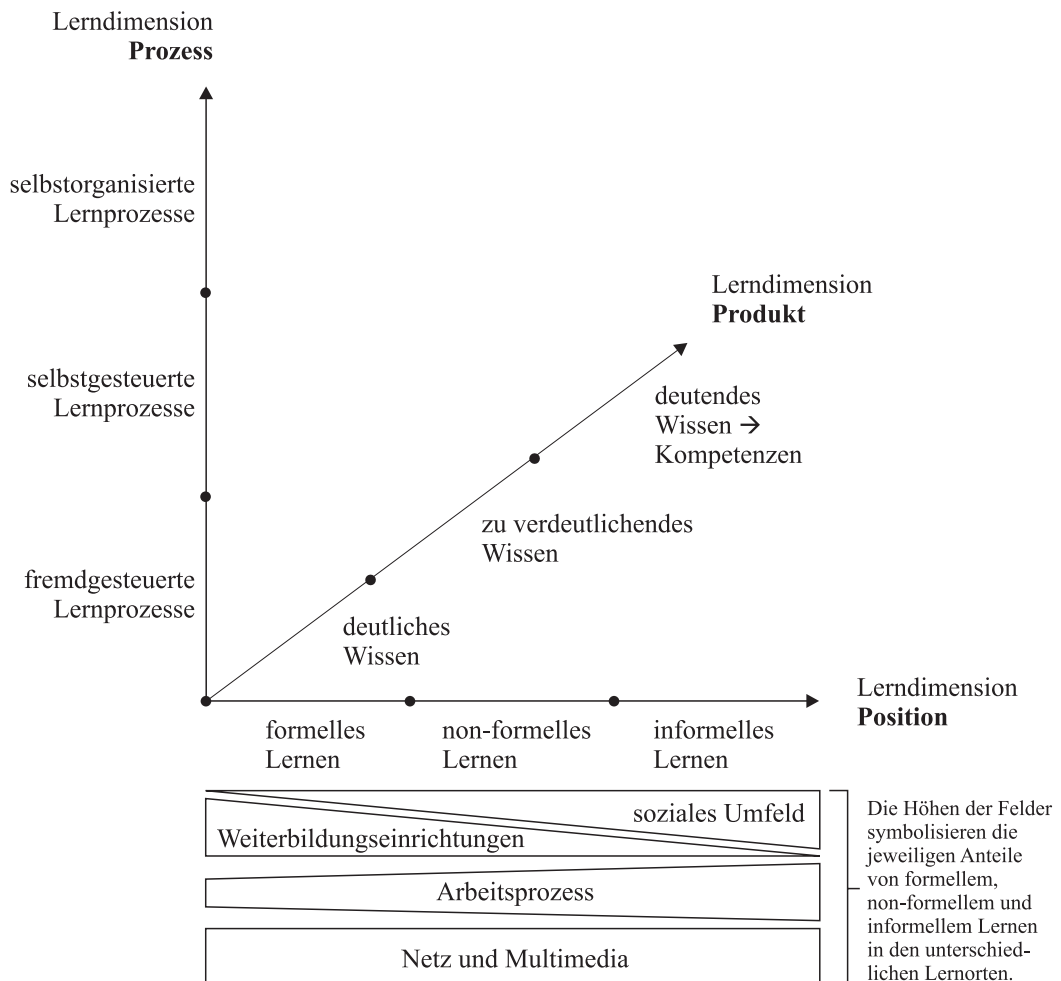 Lerndimension
Prozess
selbstorganisierte
Lernprozesse
selbstgesteuerte
Lernprozesse
fremdgesteuerte
Lernprozesse
Lerndimension
Produkt
deutendes
Wissen →
Kompetenzen
zu verdeutlichendes
Wissen
deutliches
Wissen
Lerndimension
Position
formelles
Lernen
non-formelles
Lernen
informelles
Lernen
soziales Umfeld
Weiterbildungseinrichtungen
Arbeitsprozess
Netz und Multimedia
Die Höhen der Felder
symbolisieren die
jeweiligen Anteile
von formellem,
non-formellem und
informellem Lernen
in den unterschied-
lichen Lernorten.